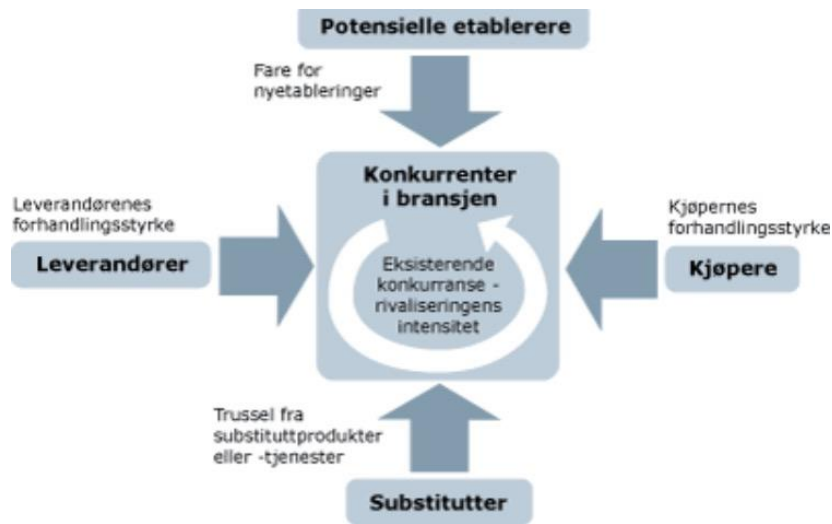 Potensielle etablerere
Fare for
nyetableringer
Konkurrenter
i bransjen
Leverandørenes
forhandlingsstyrke
Leverandører
Eksisterende
konkurranse -
rivaliseringens
intensitet
Kjøpernes
forhandlingsstyrke
Kjøpere
Trussel fra
substituttprodukter
eller -tjenester
Substitutter